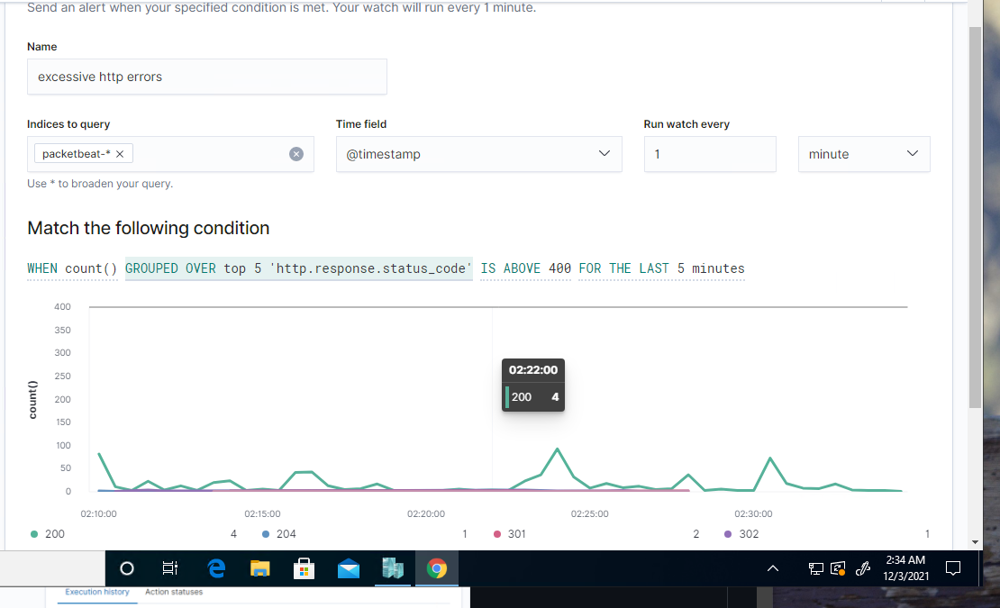 Send an alert when your specified condition is met. Your watch will run every 1 minute.
Name
excessive http errors
Indices to query
Time field
Run watch every
packetbeat-*
@timestamp
1
minute
Use * to broaden your query.
Match the following condition
WHEN count() GROUPED OVER top 5 'http.response.status_code' IS ABOVE 400 FOR THE LAST 5 minutes
count()
400
350
300
250
200
150
100
50
0
02:22:00
200 4
02:10:00 02:15:00 02:20:00 02:25:00 02:30:00
200 4 204 1 301 2 302 1
2:34 AM
12/3/2021
Execution history Action statuses